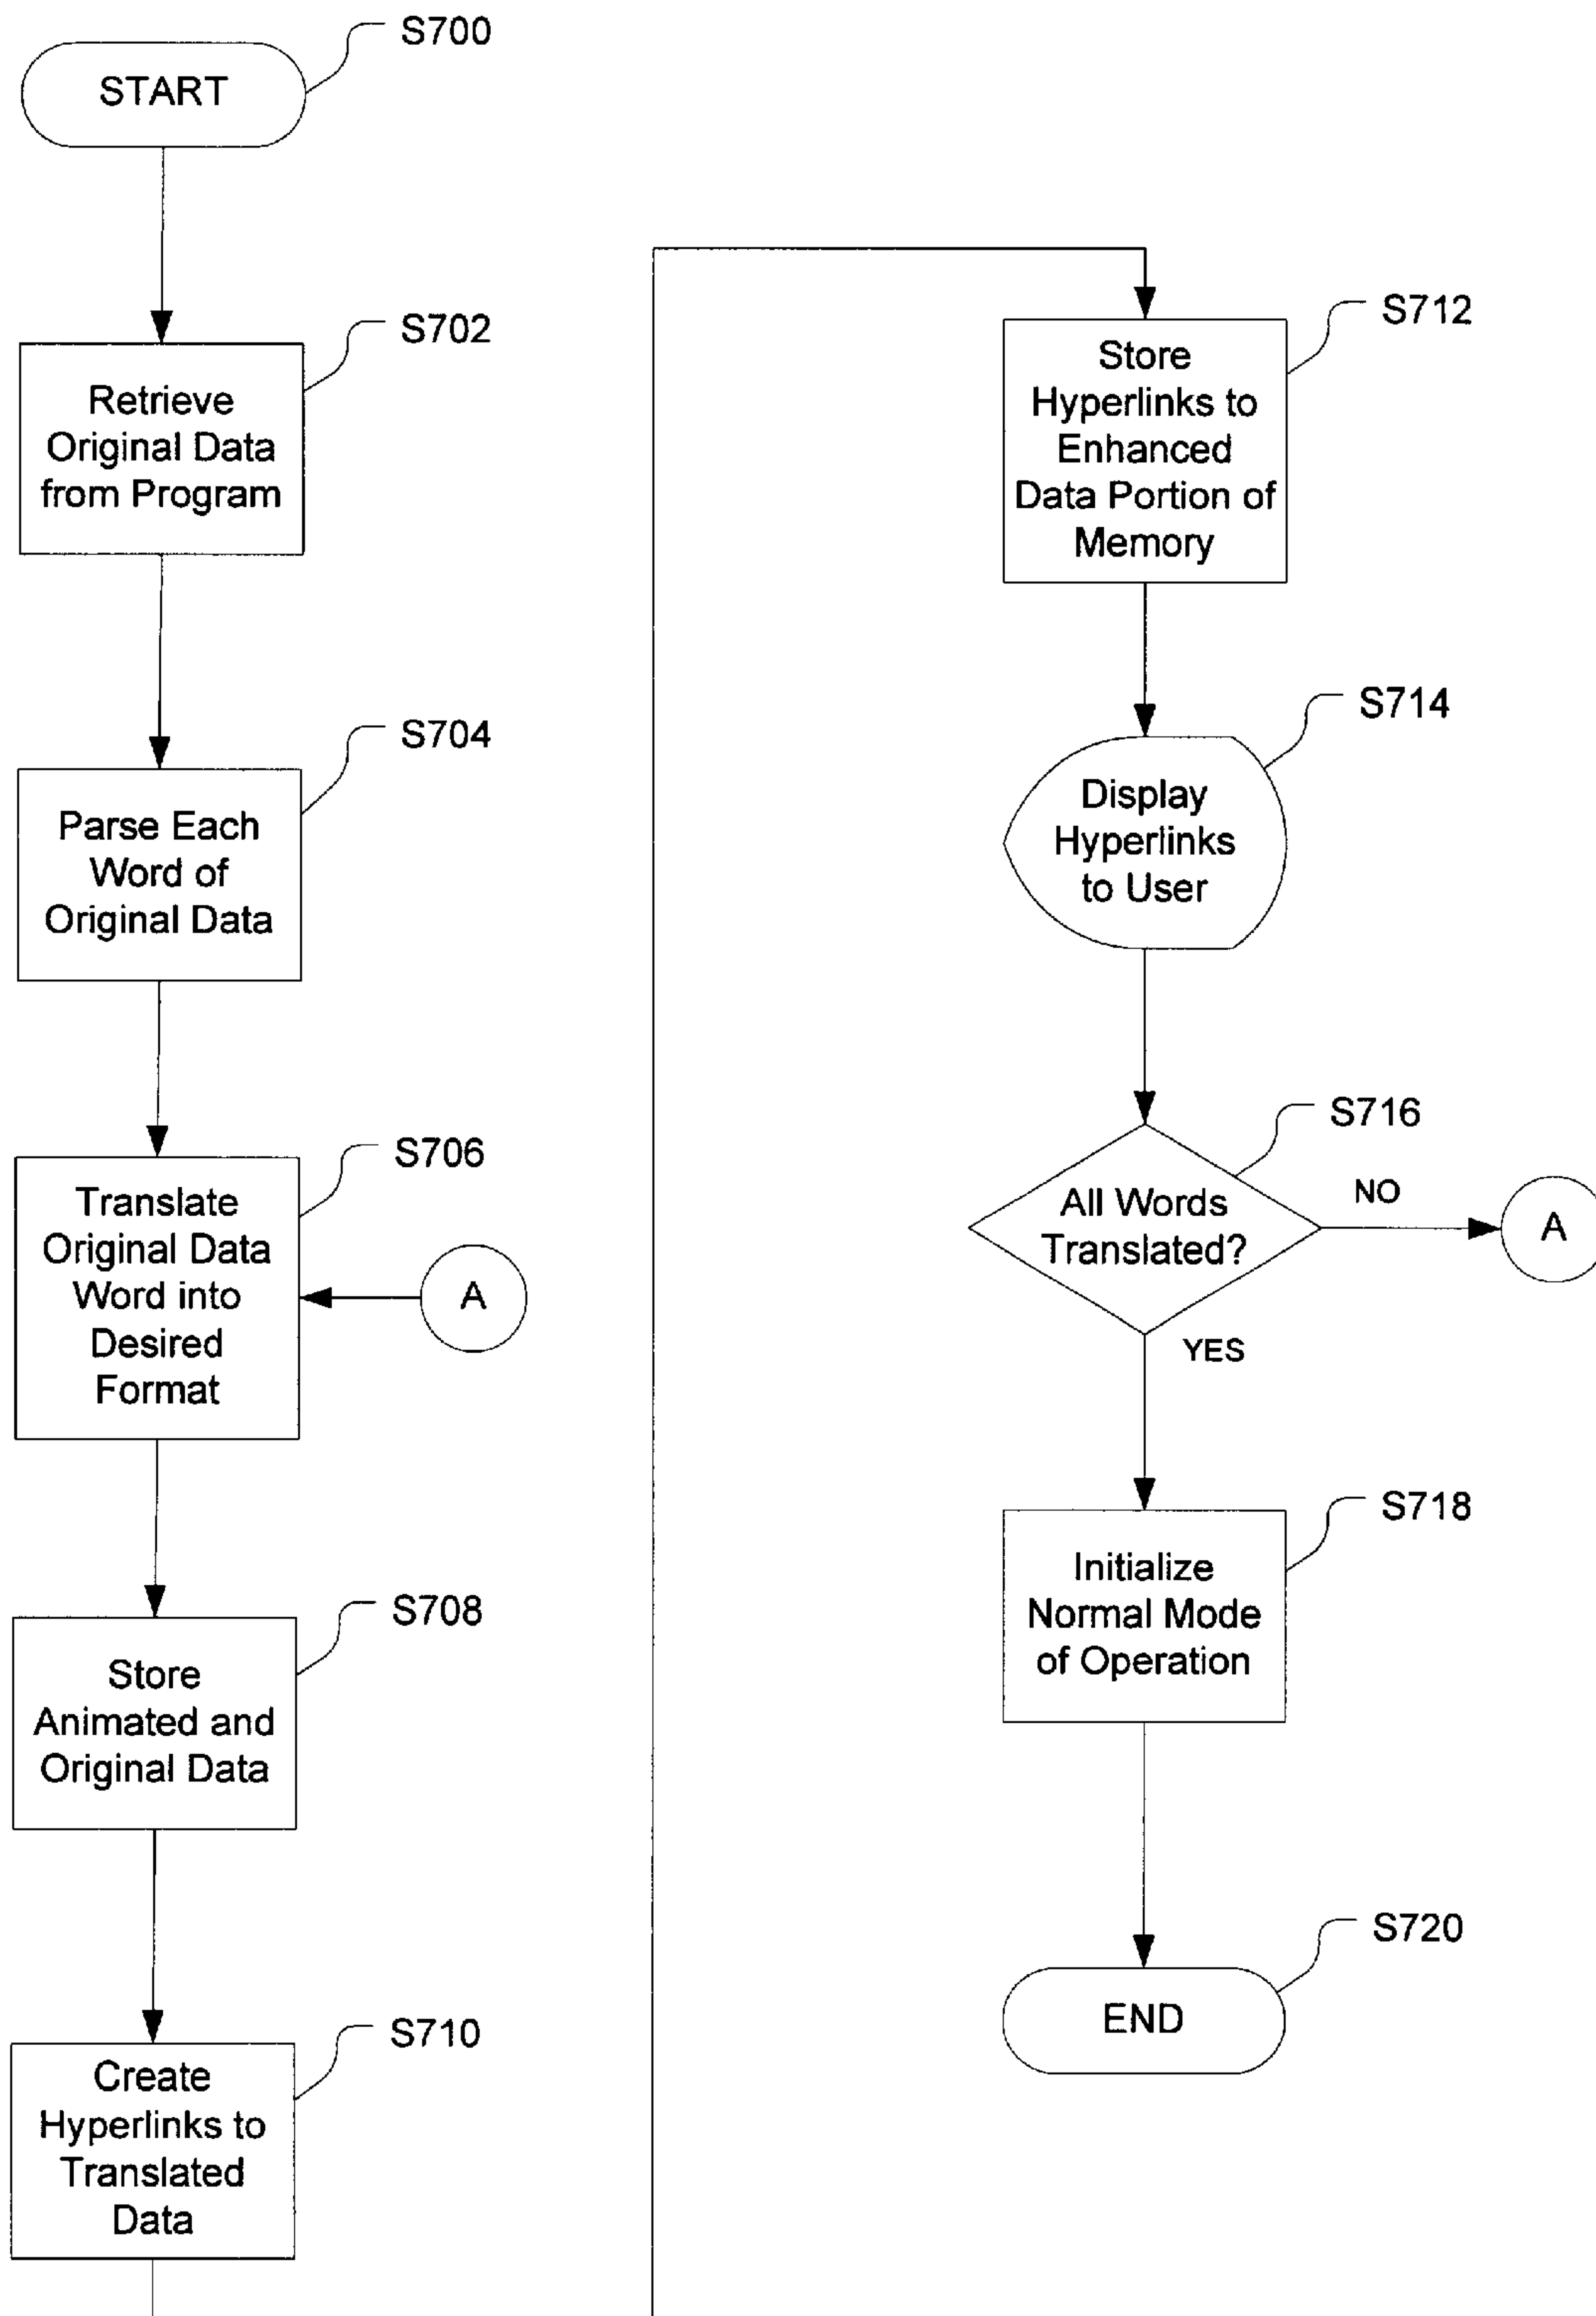 S700
START
S702
Retrieve
Original Data
from Program
S704
Parse Each
Word of
Original Data
S706
Translate
Original Data
Word into
Desired
Format
A
S708
Store
Animated and
Original Data
S710
Create
Hyperlinks to
Translated
Data
S712
Store
Hyperlinks to
Enhanced
Data Portion of
Memory
S714
Display
Hyperlinks
to User
S716
All Words
Translated?
NO
A
YES
S718
Initialize
Normal Mode
of Operation
S720
END